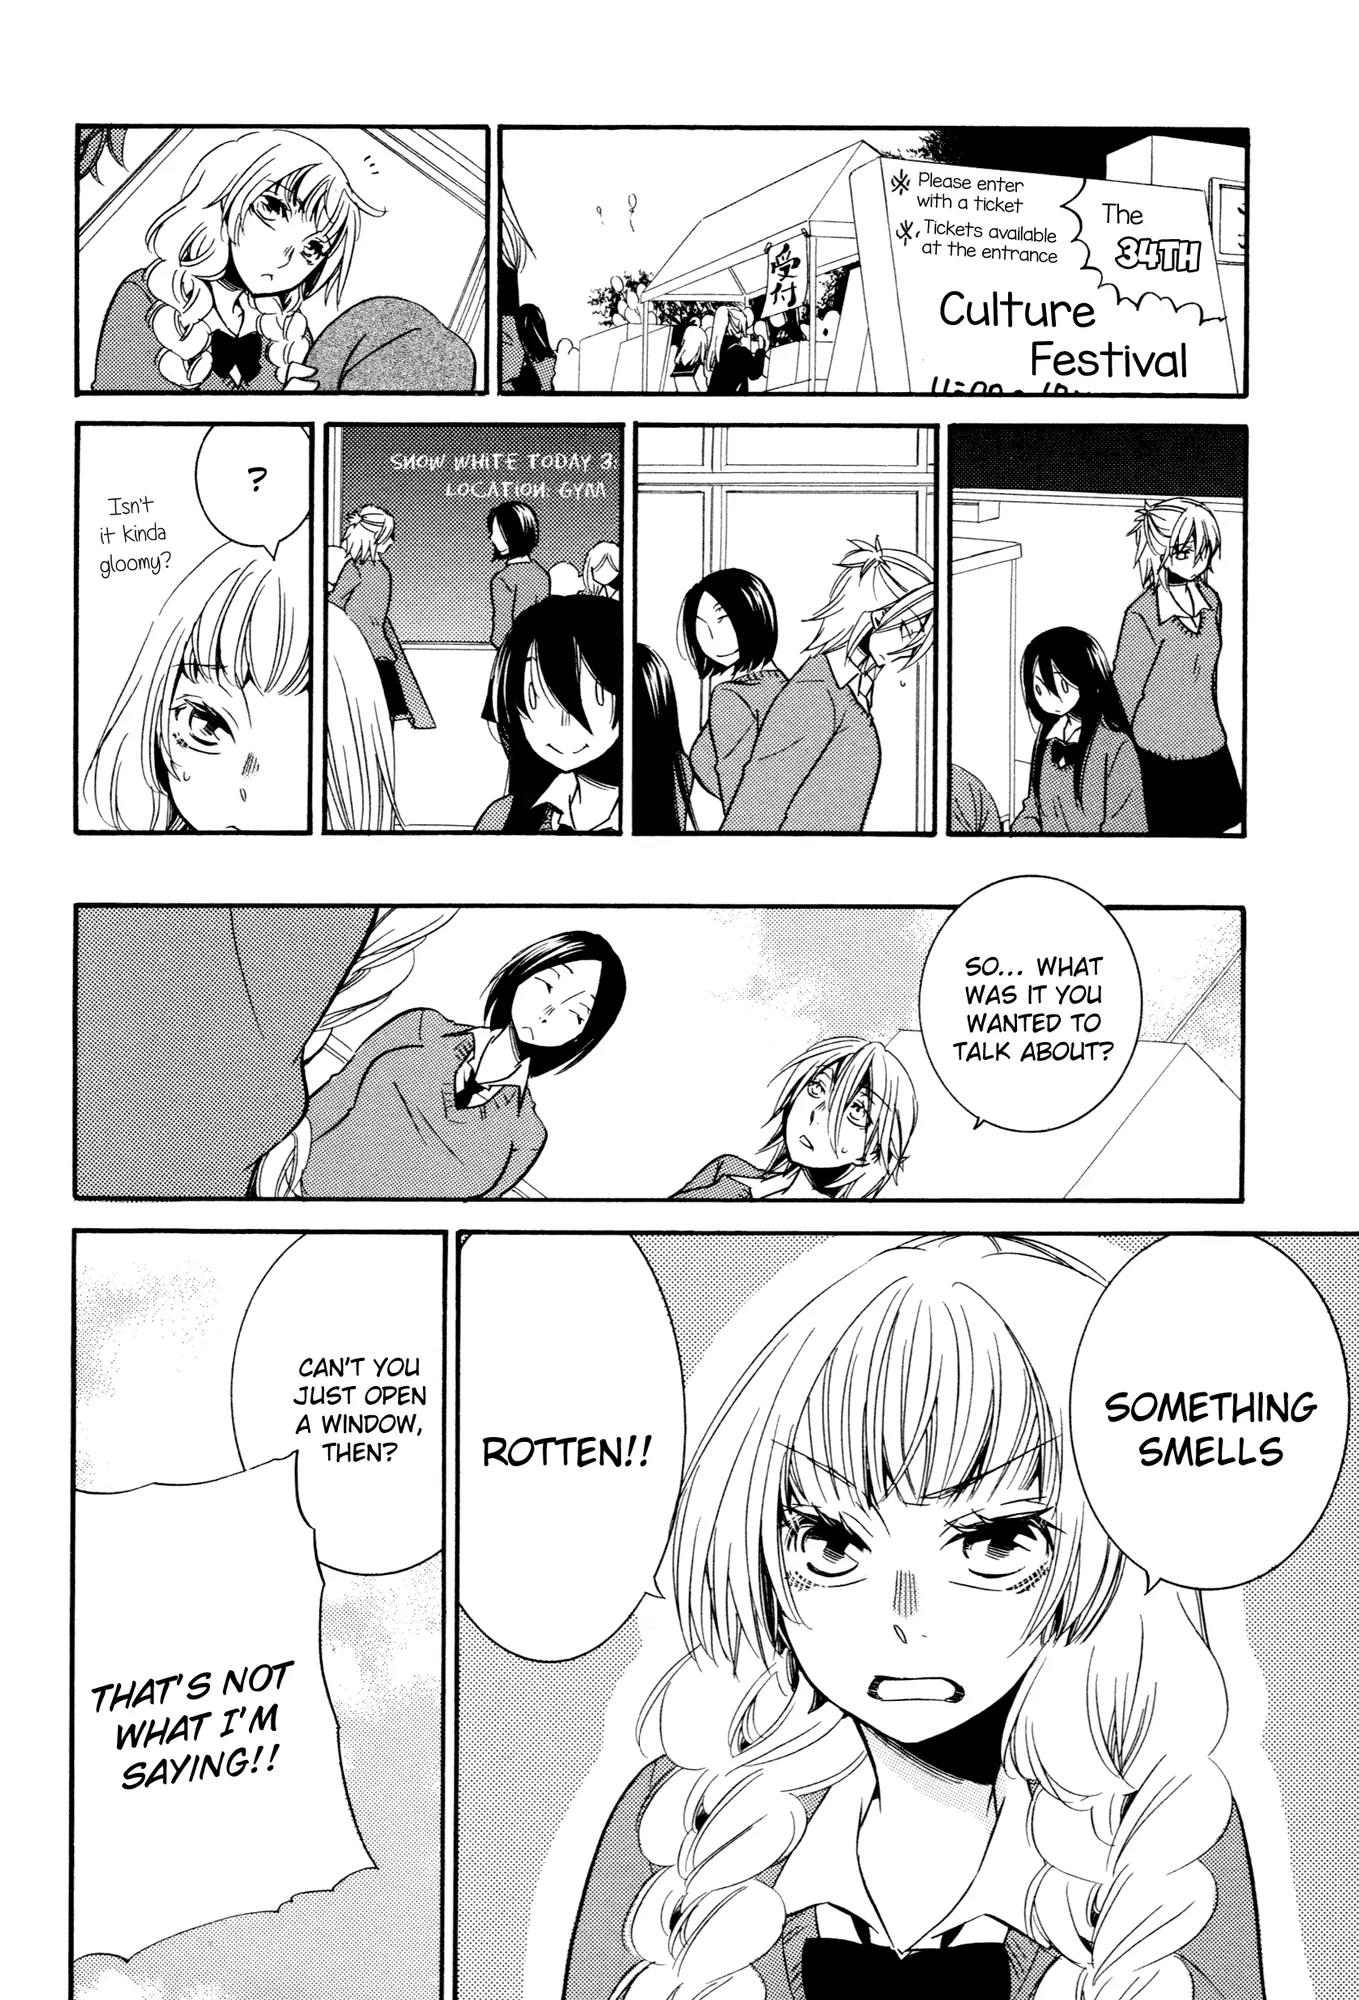 Please enter
with a ticket
Tickets available
at the entrance
The
34TH
Culture
Festival
受付
SNOW WHITE TODAY 3:
LOCATION: GYM
?
Isn't
it kinda
gloomy?
SO... WHAT
WAS IT YOU
WANTED TO
TALK ABOUT?
SOMETHING
SMELLS
ROTTEN!!
CAN'T YOU
JUST OPEN
A WINDOW,
THEN?
THAT'S NOT
WHAT I'M
SAYING!!